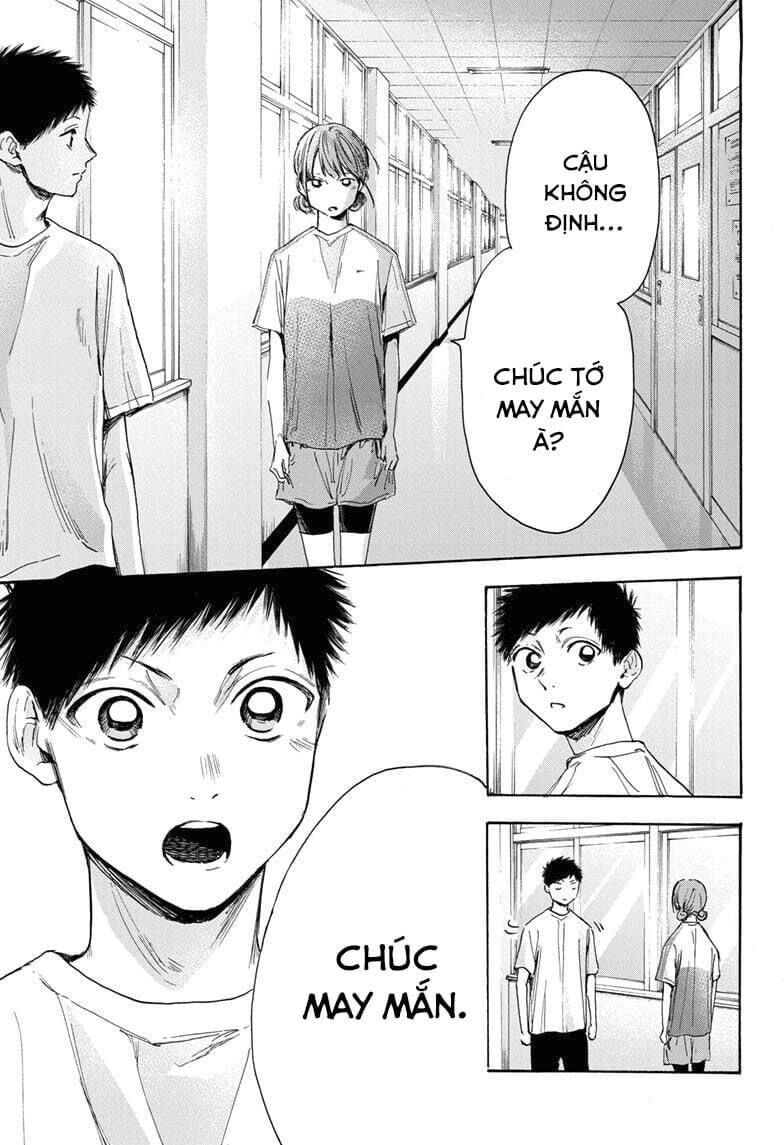 CẬU
KHÔNG
ĐỊNH...
CHÚC TỚ
MAY MẮN
À?
CHÚC
MAY MẮN.